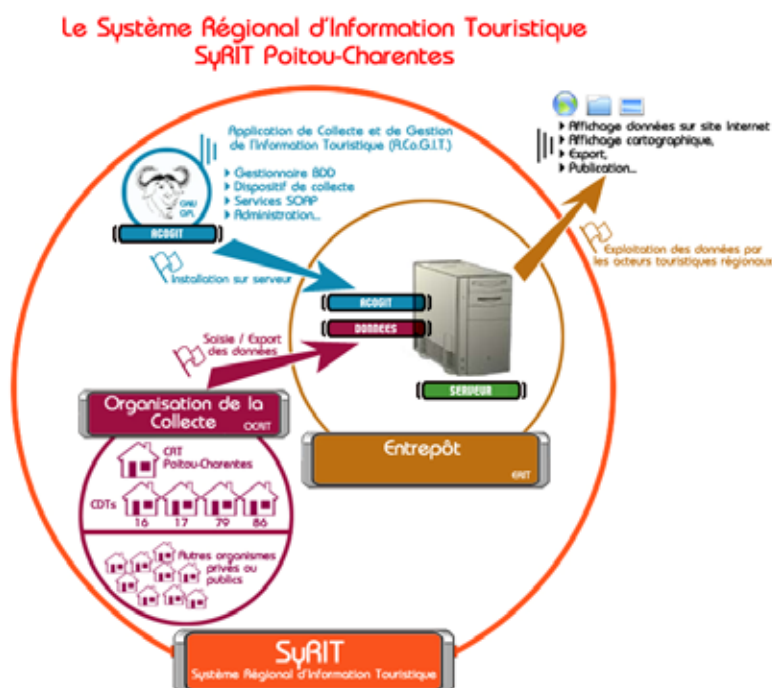 Le Système Régional d'Information Touristique
SyRIT Poitou-Charentes
Application de Collecte et de Gestion
de l'Information Touristique (A.Co.G.I.T.)
Gestionnaire BDD
Dispositif de collecte
Services SOAP
Administration...
GNU
GPL
ACOGIT
Installation sur serveur
Affichage données sur site Internet
Affichage cartographique,
Export,
Publication...
Exploitation des données par
les acteurs touristiques régionaux
ACOGIT
DONNEES
SERVEUR
Saisie / Export
des données
Organisation de la
Collecte
OCRIT
Entrepôt
ERIT
CRT
Poitou-Charentes
CDTs
16 17 79 86
Autres organismes
privés ou
publics
SyRIT
Système Régional d'Information Touristique